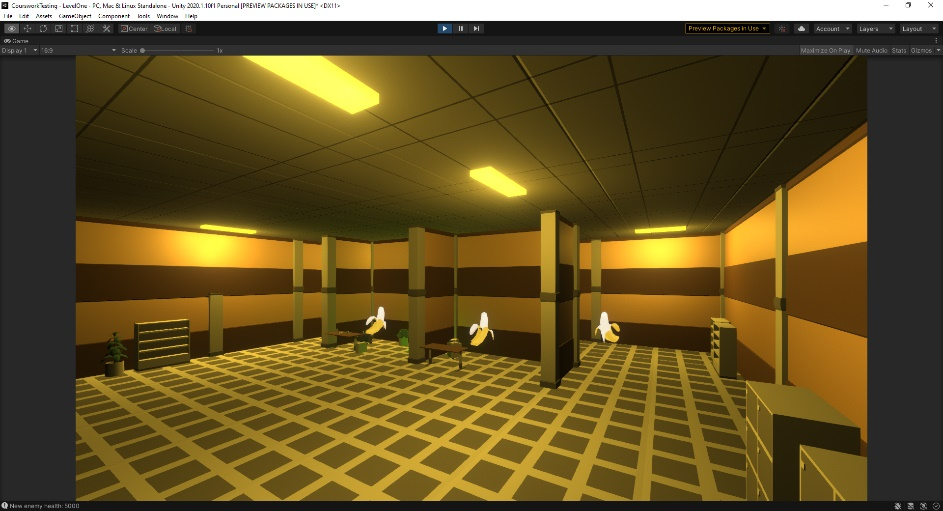 CourseworkTesting - LevelOne - PC, Mac & Linux Standalone - Unity 2020.1.10f1 Personal [PREVIEW PACKAGES IN USE]* <DX11>
File Edit Assets GameObject Component Tools Window Help
Center Local Preview Packages in Use Account Layers Layout
Game
Display 1 16:9 Scale 1x Maximize On Play Mute Audio Stats Gizmos
New enemy health: 5000